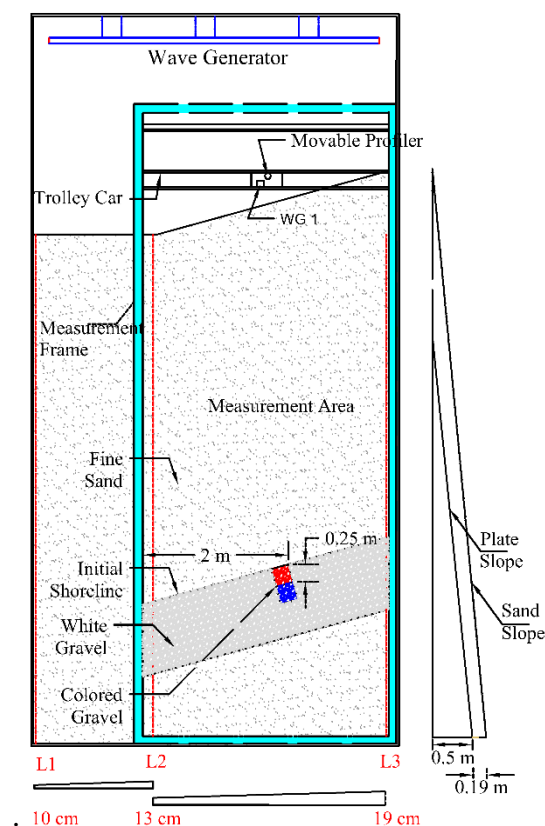 Wave Generator
Movable Profiler
Trolley Car
WG 1
Measurement
Frame
Measurement Area
Fine
Sand
2 m
0.25 m
Plate
Slope
Initial
Shoreline
Sand
Slope
White
Gravel
Colored
Gravel
0.5 m
L1
L2
L3
0.19 m
10 cm
13 cm
19 cm
.